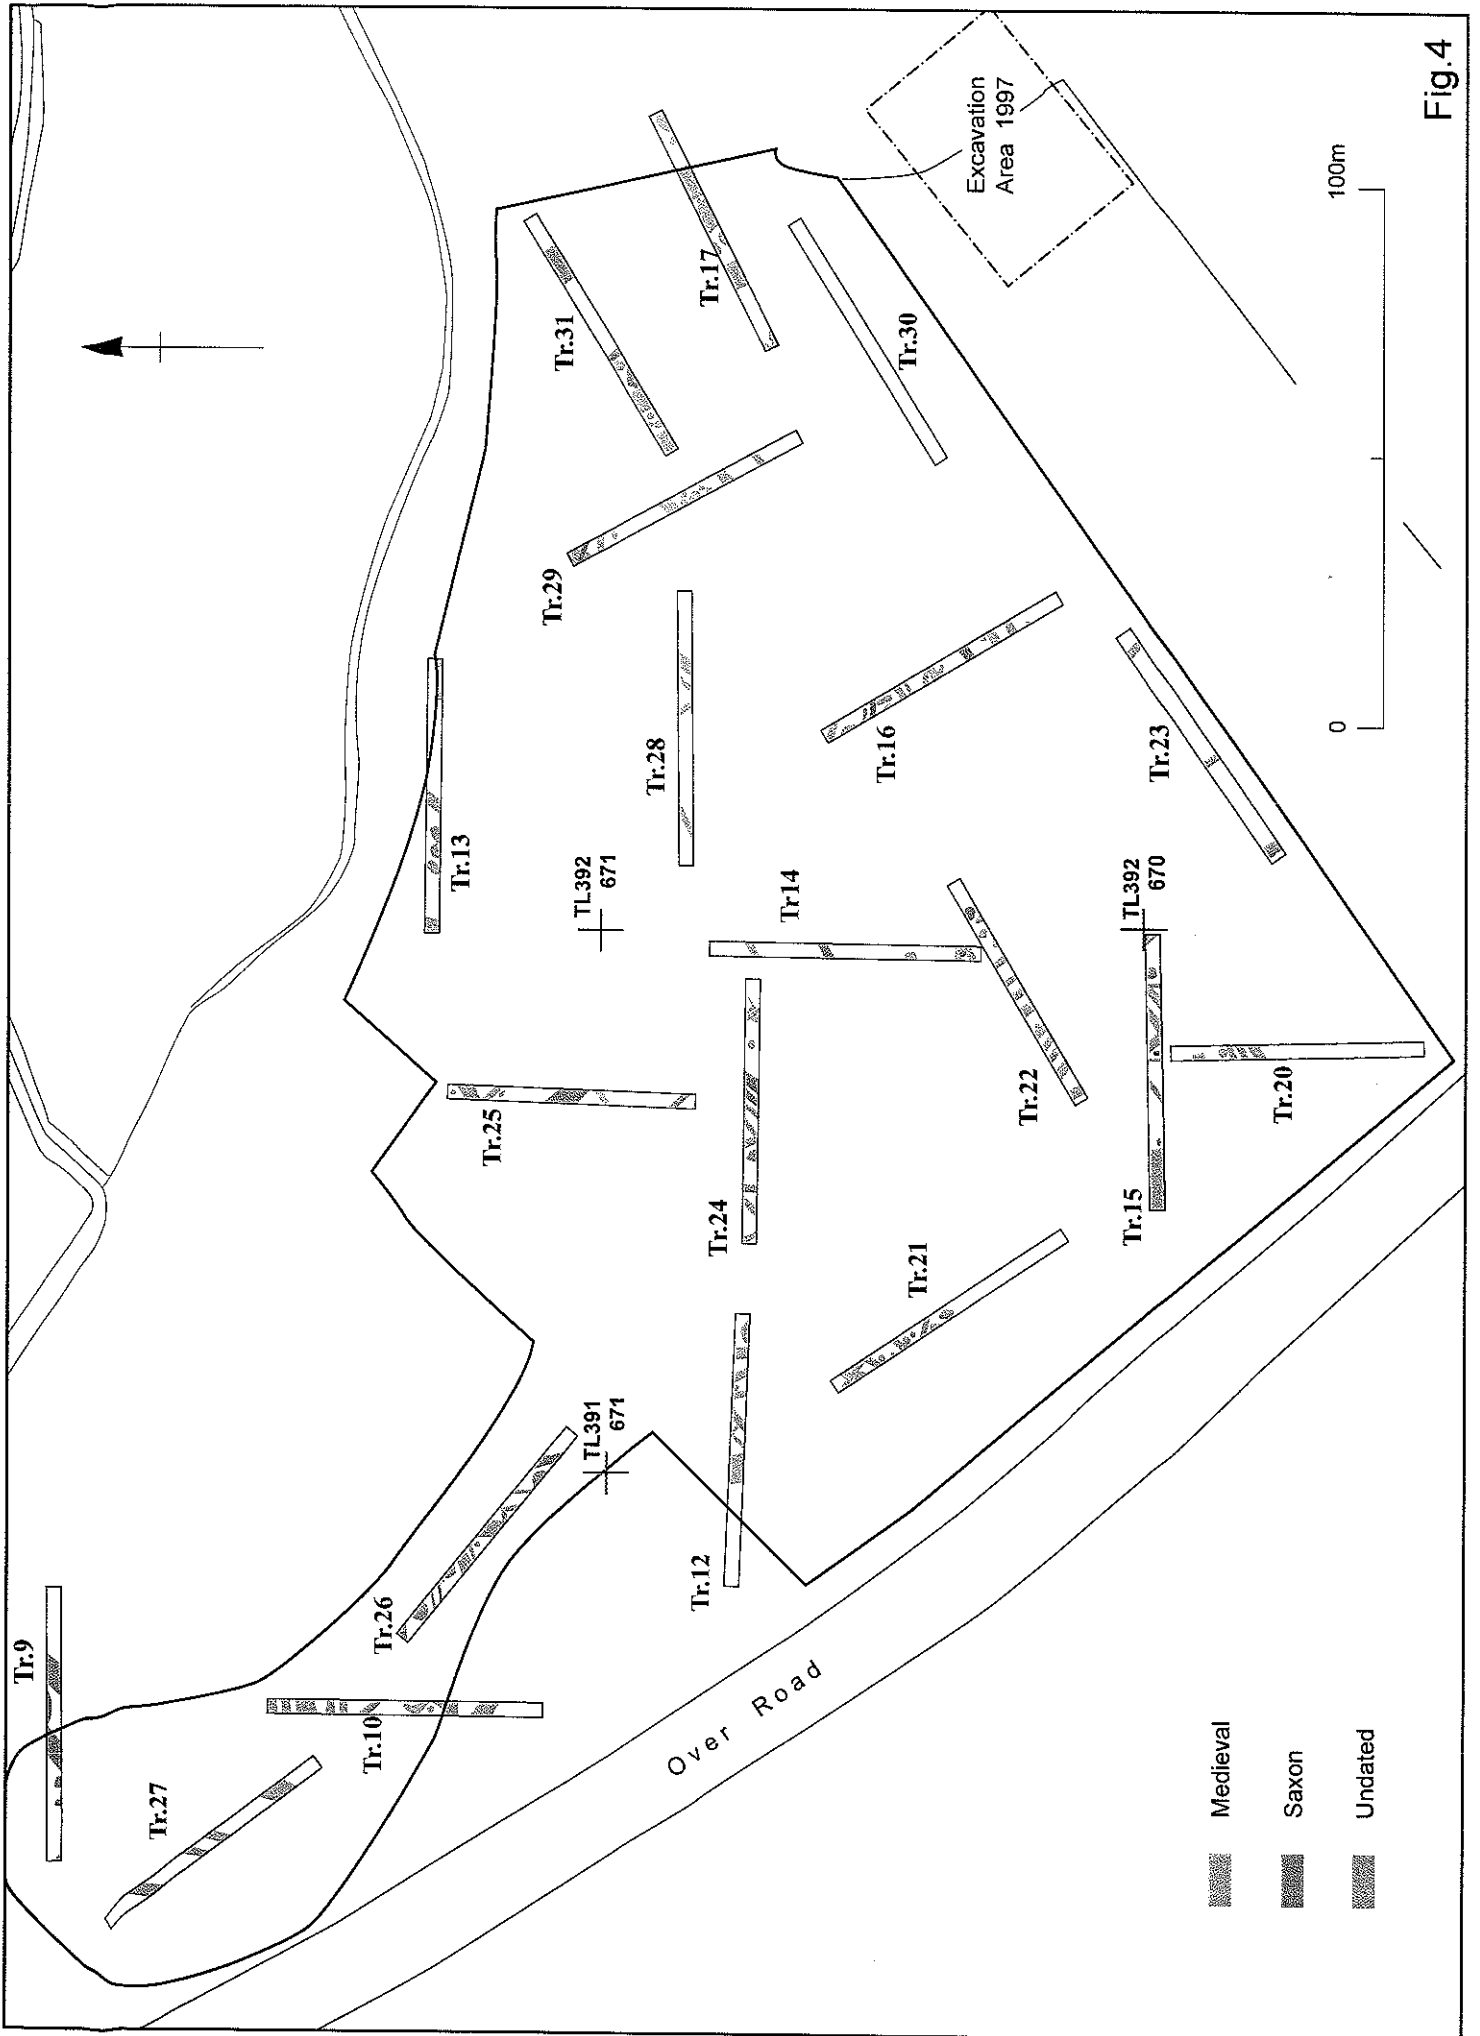 Tr.9
Tr.27
Tr.10
Tr.26
Tr.12
TL391
671
Tr.25
Tr.24
Tr.21
Tr.13
TL392
671
Tr.28
Tr14
Tr.22
Tr.15
Tr.20
TL392
670
Tr.23
Tr.16
Tr.29
Tr.31
Tr.17
Tr.30
Excavation
Area 1997
Over Road
Medieval
Saxon
Undated
0
100m
Fig.4